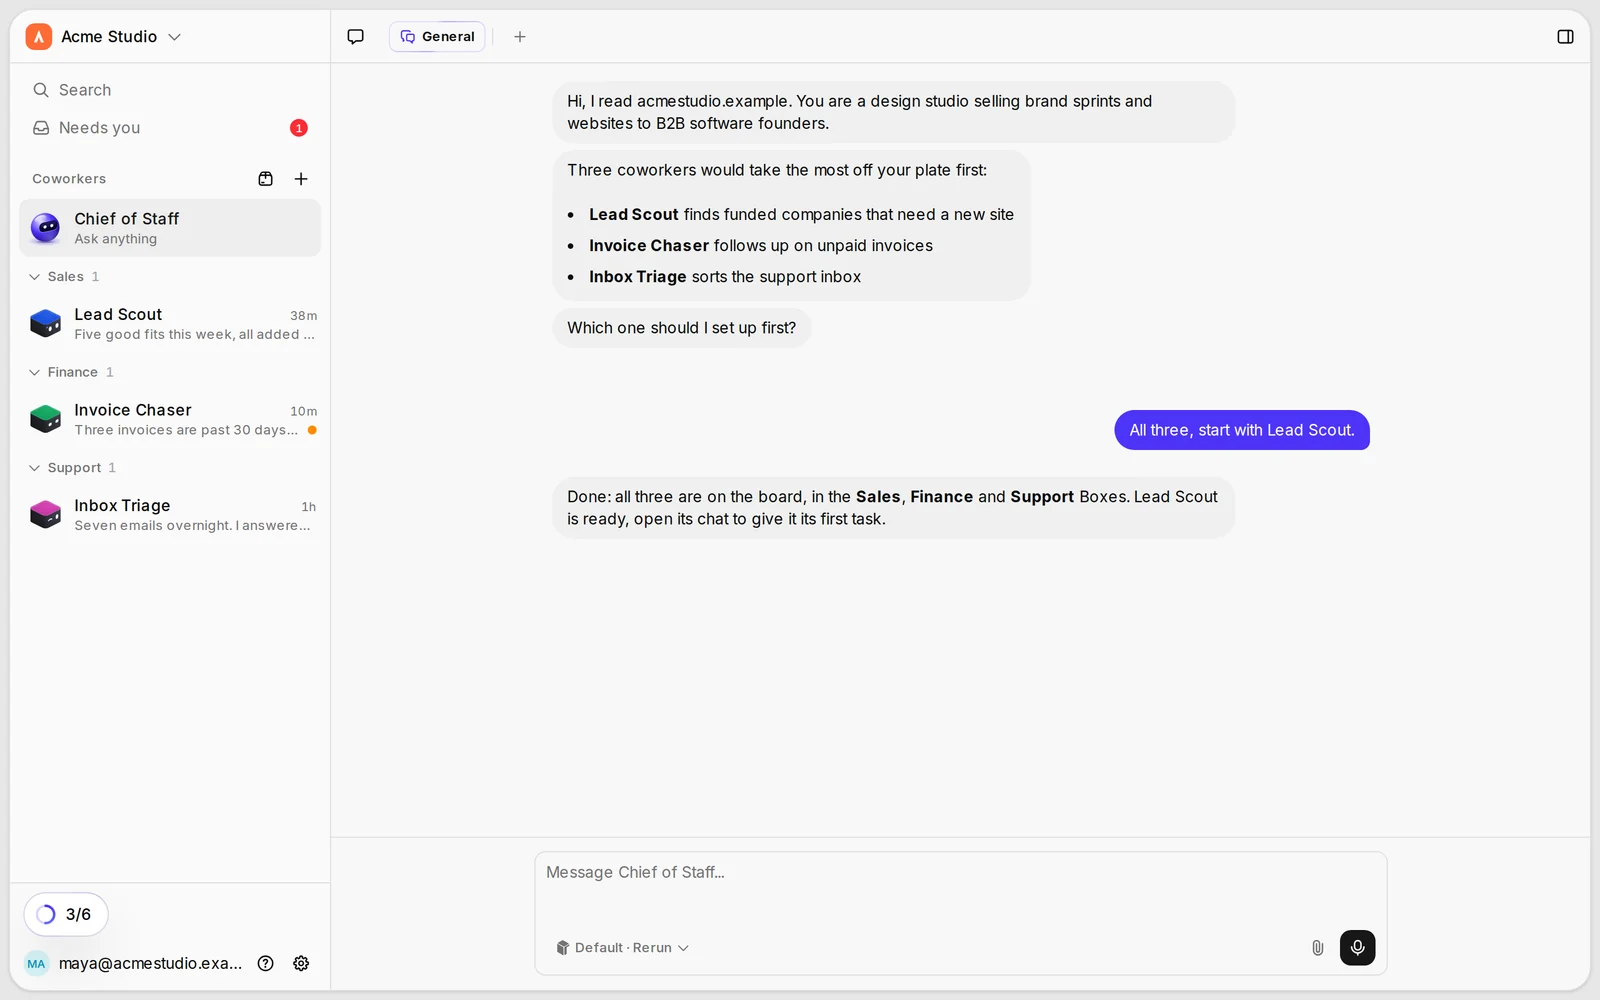 Acme Studio
General
Search
Needs you
1
Coworkers
Chief of Staff
Ask anything
Sales 1
Lead Scout
38m
Five good fits this week, all added ...
Finance 1
Invoice Chaser
10m
Three invoices are past 30 days...
Support 1
Inbox Triage
1h
Seven emails overnight. I answere...
3/6
MA
maya@acmestudio.exa...
Hi, I read acmestudio.example. You are a design studio selling brand sprints and
websites to B2B software founders.
Three coworkers would take the most off your plate first:
• Lead Scout finds funded companies that need a new site
• Invoice Chaser follows up on unpaid invoices
• Inbox Triage sorts the support inbox
Which one should I set up first?
All three, start with Lead Scout.
Done: all three are on the board, in the Sales, Finance and Support Boxes. Lead Scout
is ready, open its chat to give it its first task.
Message Chief of Staff...
Default · Rerun